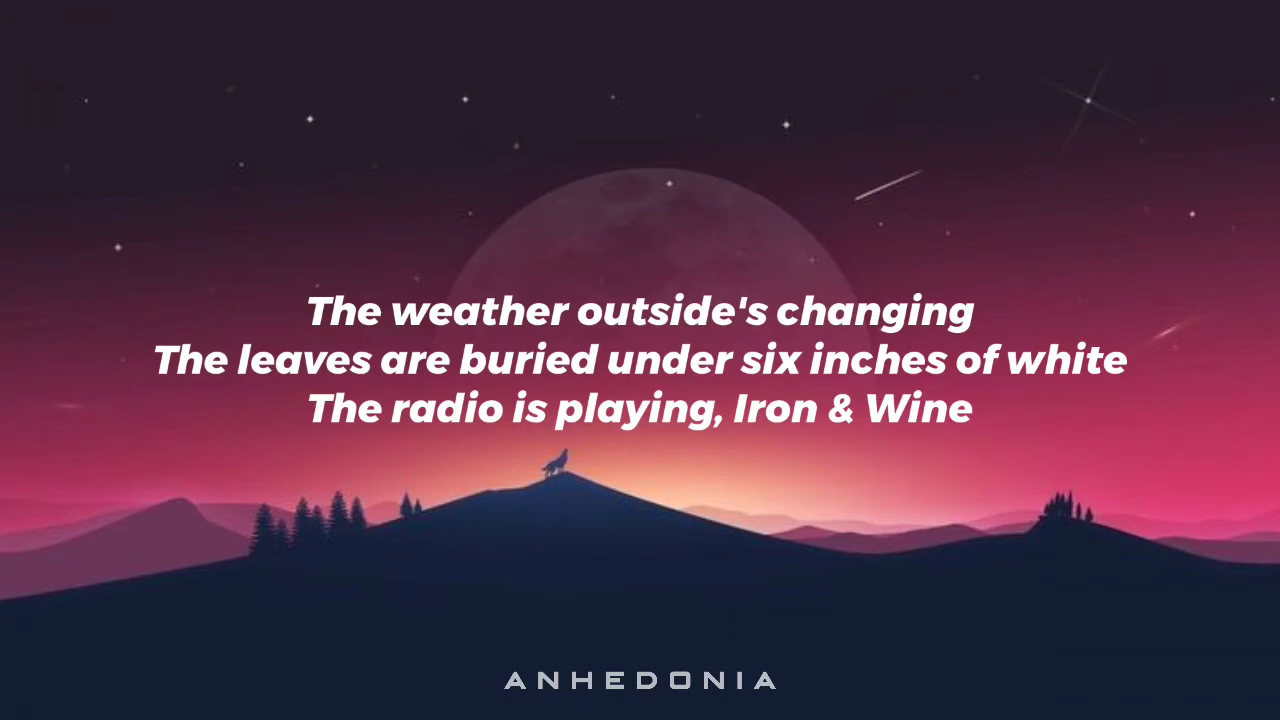 The weather outside's changing
The leaves are buried under six inches of white
The radio is playing, Iron & Wine
ANHEDONIA